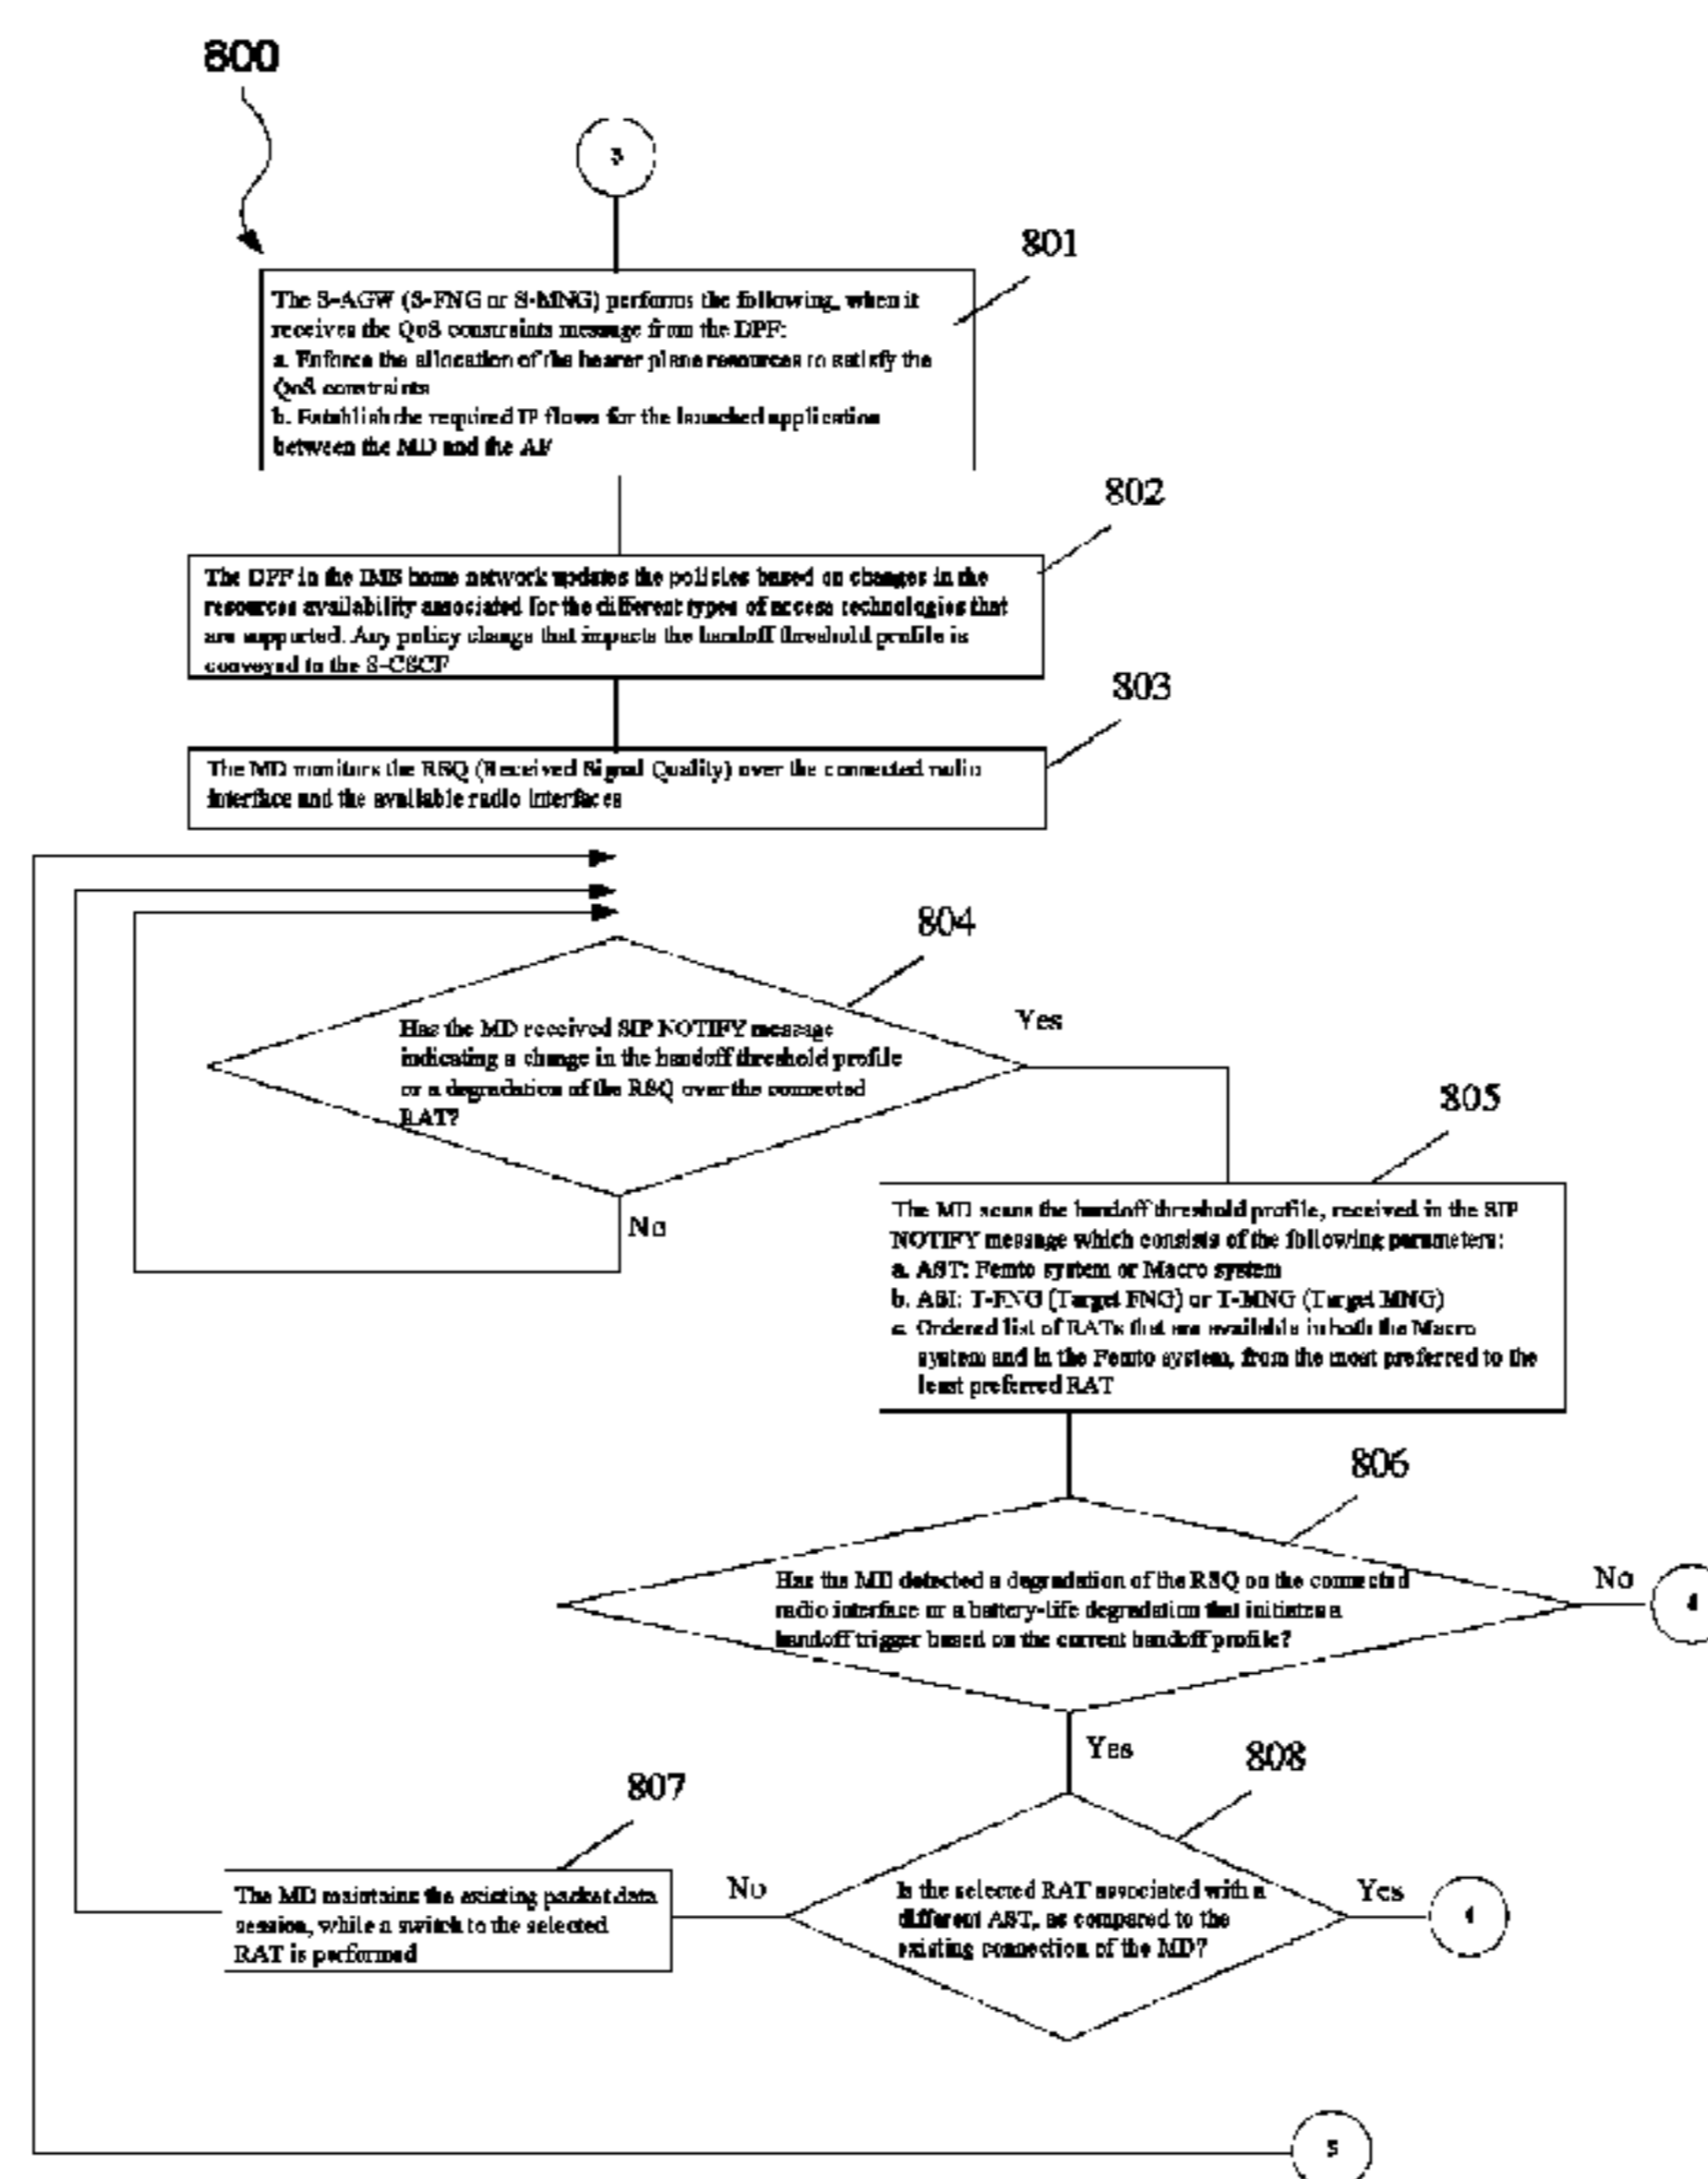 800
3
801
The S-AGW (S-FNG or S-MNG) performs the following, when it
receives the QoS constraints message from the DPF:
a. Enforce the allocation of the bearer plane resources to satisfy the
QoS constraints
b. Establish the required IP flows for the launched application
between the MD and the AF
802
The DPF in the IMS home network updates the policies based on changes in the
resources availability associated for the different types of access technologies that
are supported. Any policy change that impacts the handoff threshold profile is
conveyed to the S-CSCF
803
The MD monitors the RSQ (Received Signal Quality) over the connected radio
interface and the available radio interfaces
804
Has the MD received SIP NOTIFY message
indicating a change in the handoff threshold profile
or a degradation of the RSQ over the connected
RAT?
Yes
No
805
The MD scans the handoff threshold profile, received in the SIP
NOTIFY message which consists of the following parameters:
a. AST: Femto system or Macro system
b. ASI: T-FNG (Target FNG) or T-MNG (Target MNG)
c. Ordered list of RATs that are available in both the Macro
system and in the Femto system, from the most preferred to the
least preferred RAT
806
Has the MD detected a degradation of the RSQ on the connected
radio interface or a battery-life degradation that initiates a
handoff trigger based on the current handoff profile?
No
Yes
808
807
The MD maintains the existing packet data
session, while a switch to the selected
RAT is performed
No
Is the selected RAT associated with a
different AST, as compared to the
existing connection of the MD?
Yes
4
5